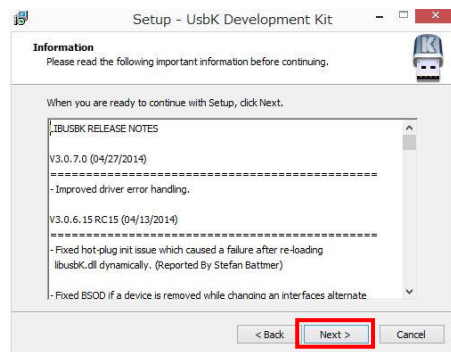 Setup - UsbK Development Kit
Information
Please read the following important information before continuing.
K
When you are ready to continue with Setup, click Next.
LIBUSBK RELEASE NOTES
V3.0.7.0 (04/27/2014)
==================================================
- Improved driver error handling.
V3.0.6.15 RC15 (04/13/2014)
==================================================
- Fixed hot-plug init issue which caused a failure after re-loading
libusbK.dll dynamically. (Reported By Stefan Battmer)
- Fixed BSOD if a device is removed while changing an interfaces alternate
< Back
Next >
Cancel